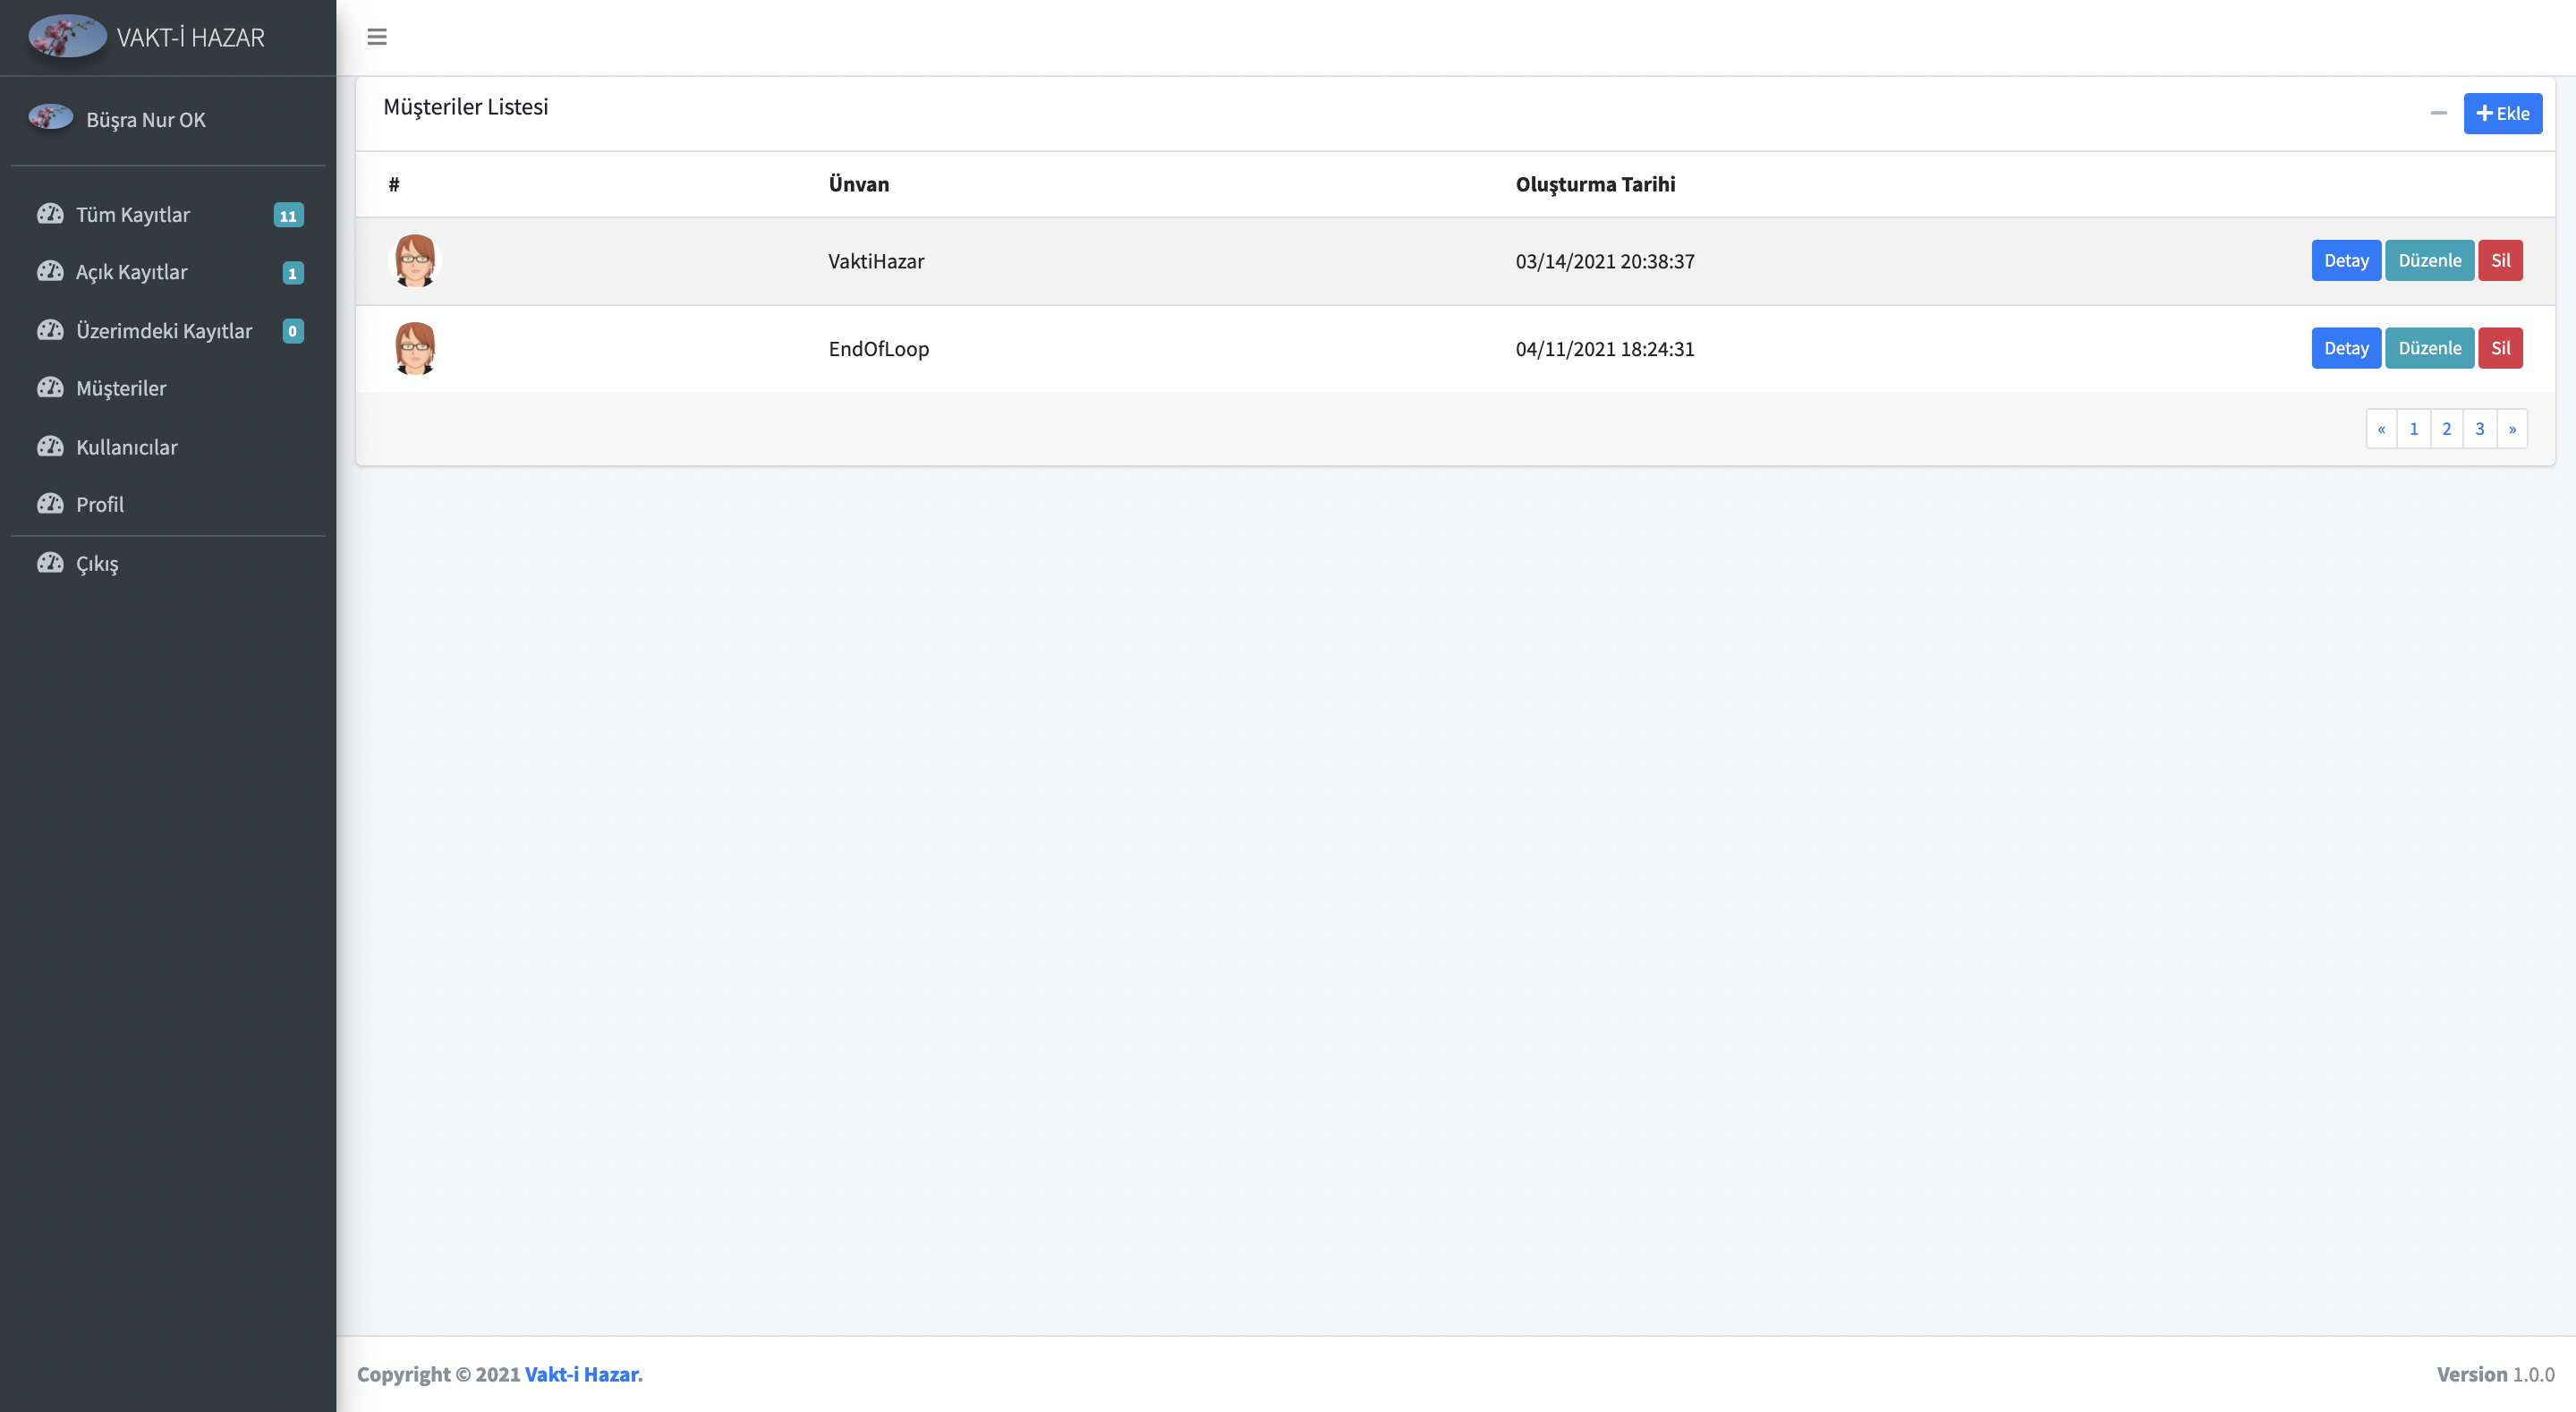 VAKT-İ HAZAR
Büşra Nur OK
Tüm Kayıtlar 11
Açık Kayıtlar 1
Üzerimdeki Kayıtlar 0
Müşteriler
Kullanıcılar
Profil
Çıkış
Müşteriler Listesi
Ekle
# Ünvan Oluşturma Tarihi
VaktiHazar 03/14/2021 20:38:37 Detay Düzenle Sil
EndOfLoop 04/11/2021 18:24:31 Detay Düzenle Sil
« 1 2 3 »
Copyright © 2021 Vakt-i Hazar. Version 1.0.0